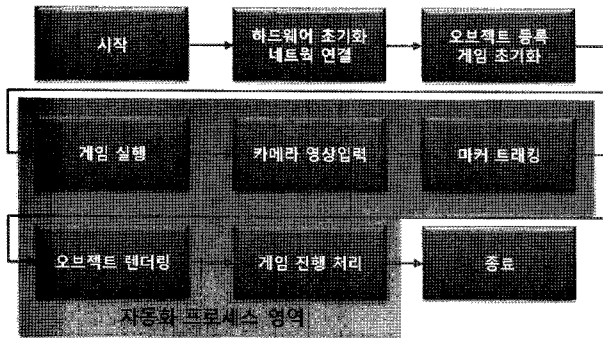 시작
하드웨어 초기화
네트웍 연결
오브젝트 등록
게임 초기화
게임 실행
카메라 영상입력
마커 트래킹
오브젝트 렌더링
게임 진행 처리
종료
자동화 프로세스 영역